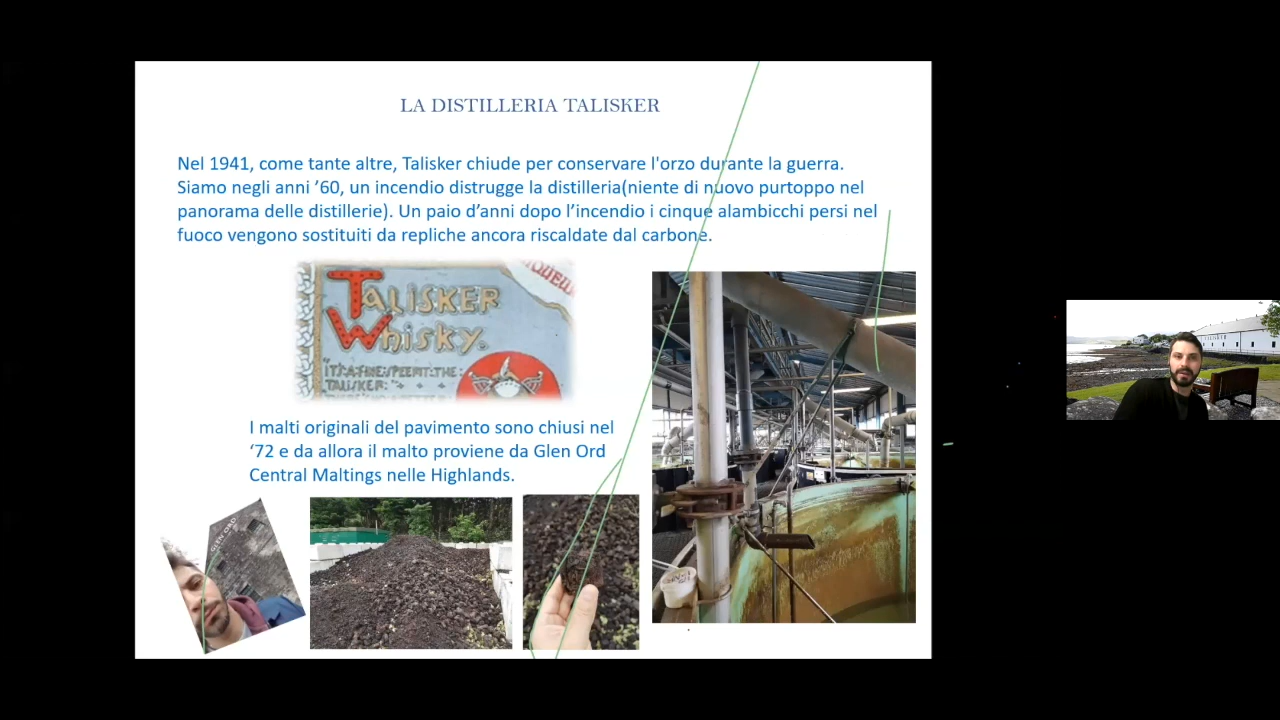 LA DISTILLERIA TALISKER
Nel 1941, come tante altre, Talisker chiude per conservare l'orzo durante la guerra.
Siamo negli anni ’60, un incendio distrugge la distilleria(niente di nuovo purtoppo nel
panorama delle distillerie). Un paio d’anni dopo l’incendio i cinque alambicchi persi nel
fuoco vengono sostituiti da repliche ancora riscaldate dal carbone.
TALISKER
WHISKY.
I malti originali del pavimento sono chiusi nel
‘72 e da allora il malto proviene da Glen Ord
Central Maltings nelle Highlands.
GLEN ORD